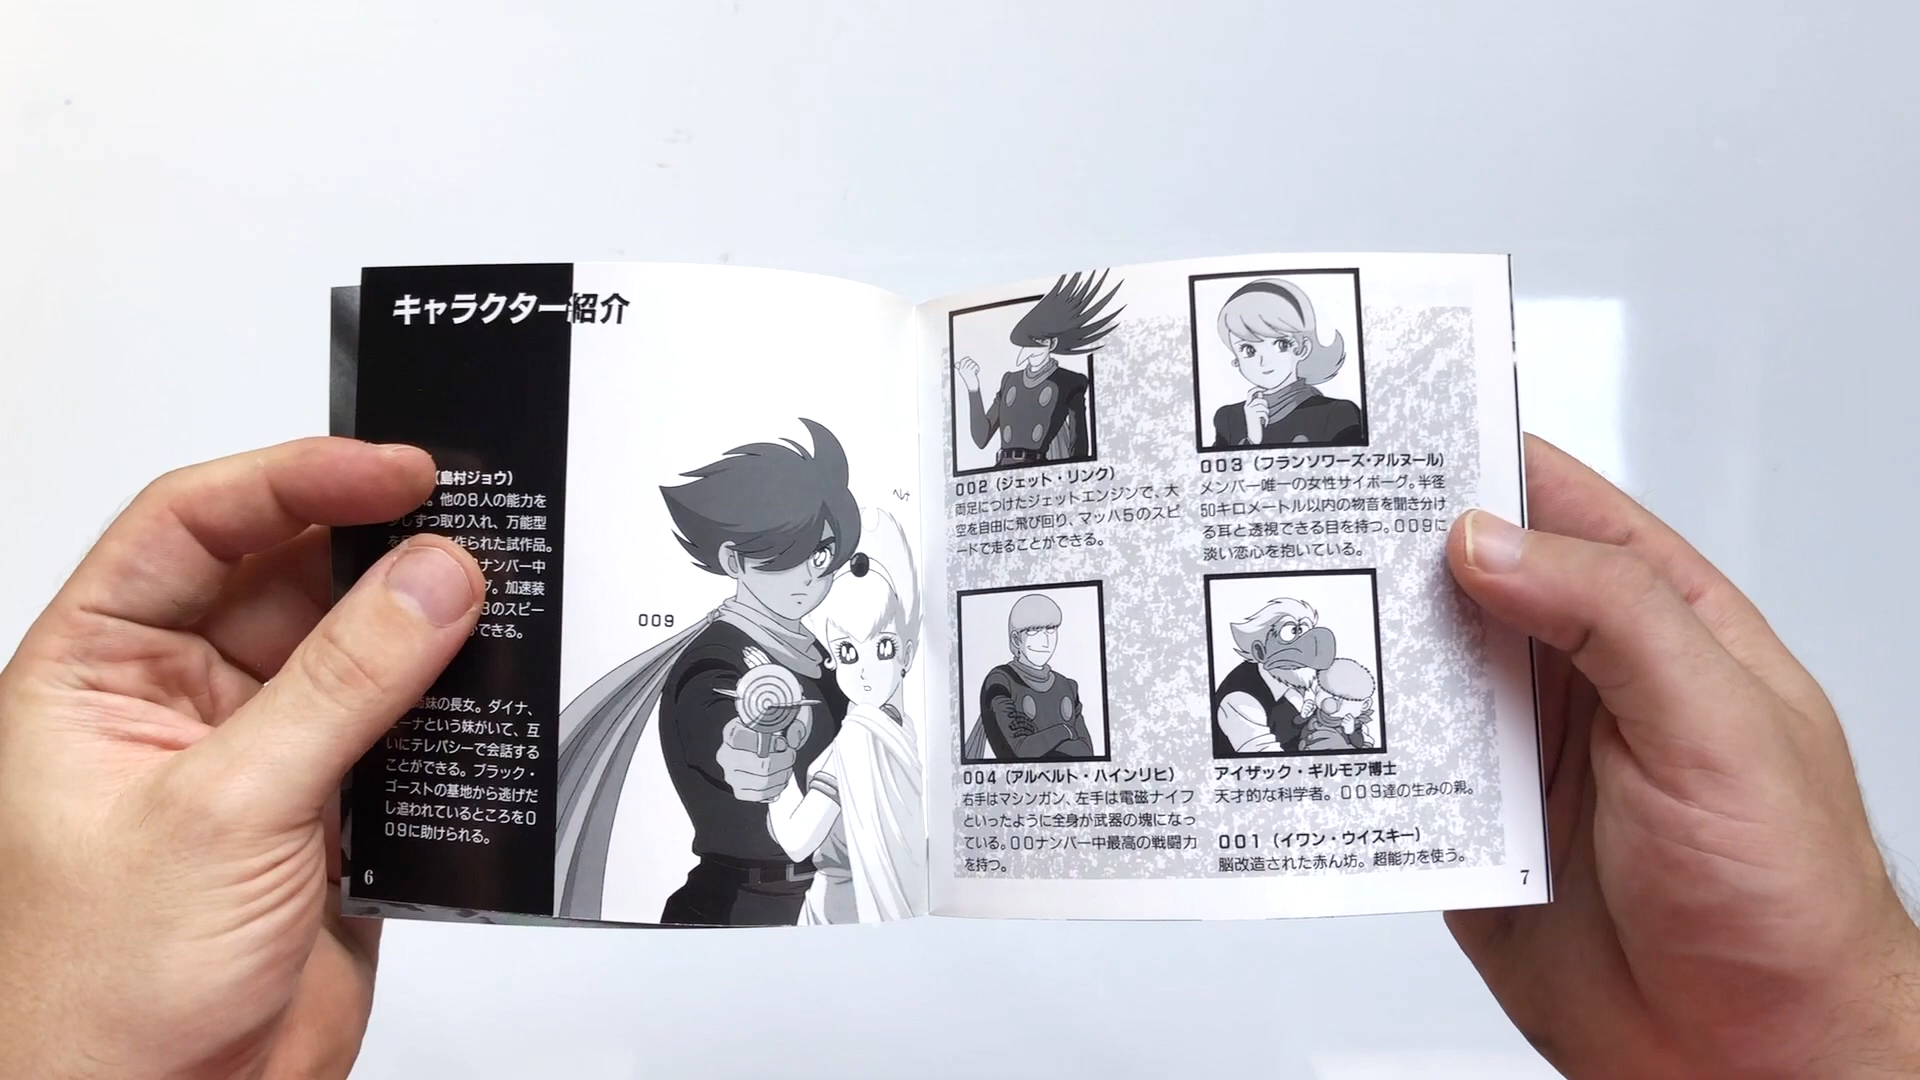 キャラクター紹介
(島村ジョウ)
他の8人の能力を
しずつ取り入れ、万能型
作られた試作品。
ナンバー中
加速装
3のスピー
できる。
姉妹の長女。ダイナ、
ーナという妹がいて、互
いにテレパシーで会話する
ことができる。ブラック・
ゴーストの基地から逃げだ
し追われているところを0
09に助けられる。
6
009
ヘレナ
002(ジェット・リンク)
両足につけたジェットエンジンで、大
空を自由に飛び回り、マッハ5のスピ
ードで走ることができる。
003(フランソワーズ・アルヌール)
メンバー唯一の女性サイボーグ。半径
50キロメートル以内の物音を聞き分け
る耳と透視できる目を持つ。009に
淡い恋心を抱いている。
004(アルベルト・ハインリヒ)
右手はマシンガン、左手は電磁ナイフ
といったように全身が武器の塊になっ
ている。00ナンバー中最高の戦闘力
を持つ。
アイザック・ギルモア博士
天才的な科学者。009達の生みの親。
001(イワン・ウイスキー)
脳改造された赤ん坊。超能力を使う。
7